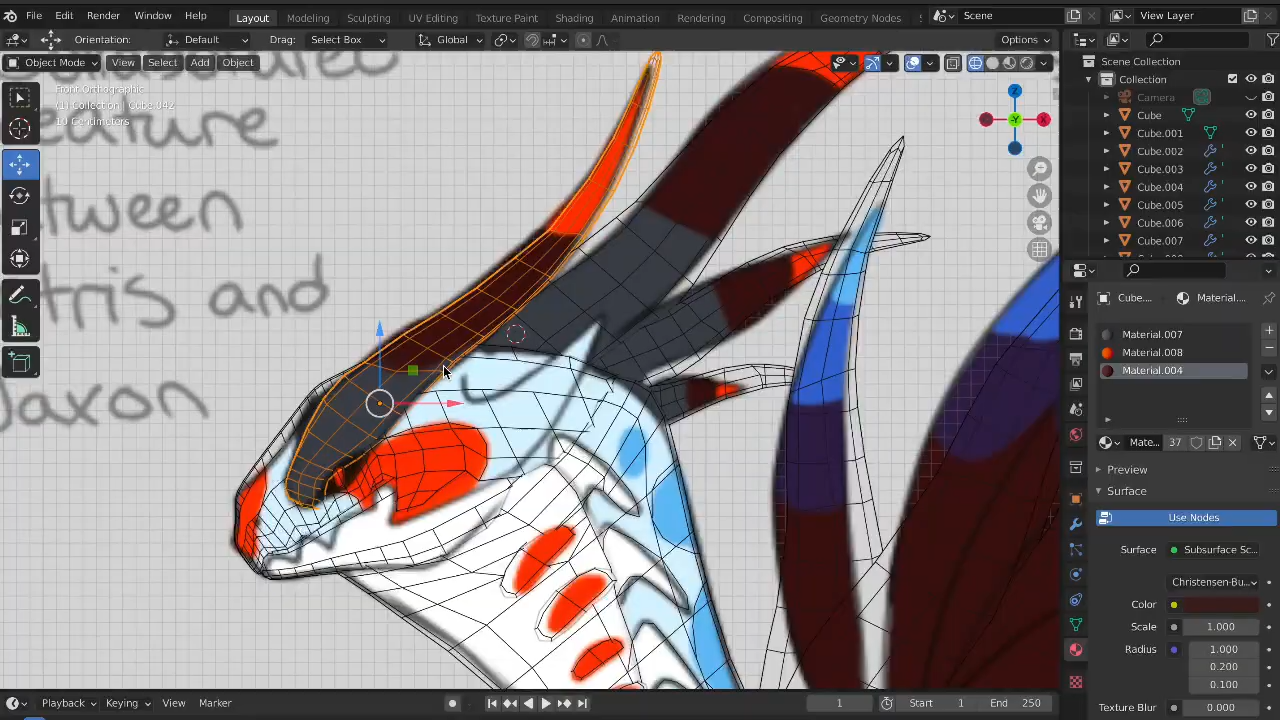 File Edit Render Window Help Layout Modeling Sculpting UV Editing Texture Paint Shading Animation Rendering Compositing Geometry Nodes Scene View Layer
Orientation: Default Drag: Select Box Global Options
Object Mode View Select Add Object
Front Orthographic
(1) Collection | Cube.042
10 Centimeters
eature
tween
tris and
Jaxon
Scene Collection
Collection
Camera
Cube
Cube.001
Cube.002
Cube.003
Cube.004
Cube.005
Cube.006
Cube.007
Cube... Material...
Material.007
Material.008
Material.004
Mate... 37
Preview
Surface
Use Nodes
Surface Subsurface Sc...
Christensen-Bu...
Color
Scale 1.000
Radius 1.000
0.200
0.100
Texture Blur 0.000
Z
X
-Y
Playback Keying View Marker 1 Start 1 End 250